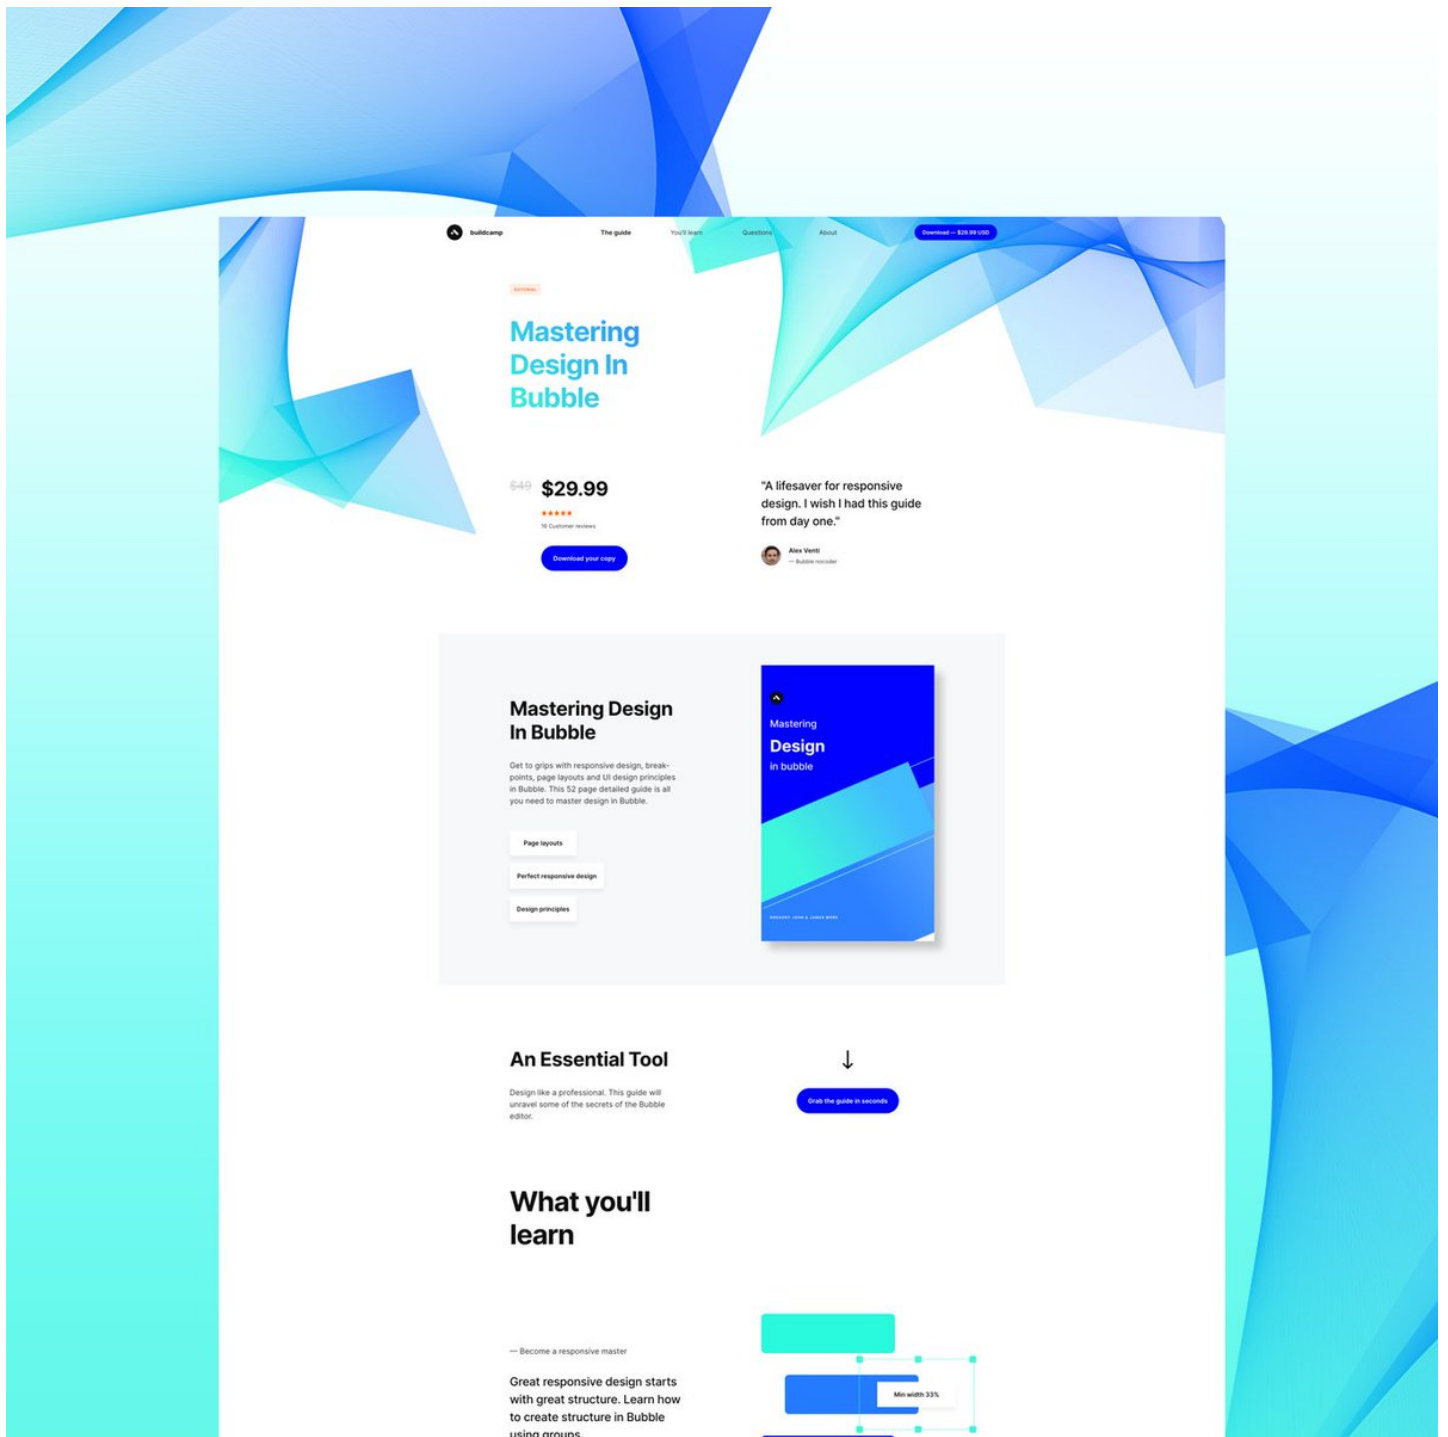 buildcamp
The guide
You'll learn
Questions
About
Download — $29.99 USD
EDITORIAL
Mastering
Design In
Bubble
$49 $29.99
16 Customer reviews
Download your copy
"A lifesaver for responsive
design. I wish I had this guide
from day one."
Alex Venti
— Bubble nocoder
Mastering Design
In Bubble
Get to grips with responsive design, break-
points, page layouts and UI design principles
in Bubble. This 52 page detailed guide is all
you need to master design in Bubble.
Page layouts
Perfect responsive design
Design principles
Mastering
Design
in bubble
GREGORY JOHN & JAMES
An Essential Tool
Design like a professional. This guide will
unravel some of the secrets of the Bubble
editor.
Grab the guide in seconds
What you'll
learn
— Become a responsive master
Great responsive design starts
with great structure. Learn how
to create structure in Bubble
using groups.
Min width 33%